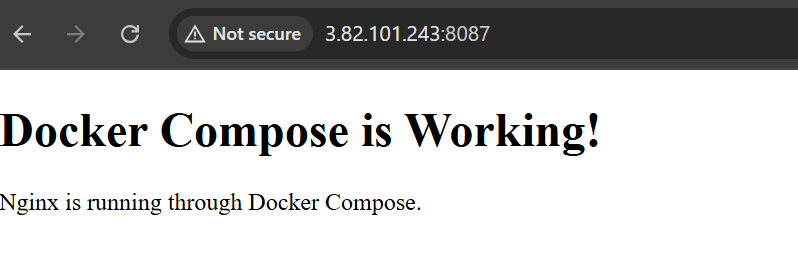 Not secure 3.82.101.243:8087
Docker Compose is Working!
Nginx is running through Docker Compose.